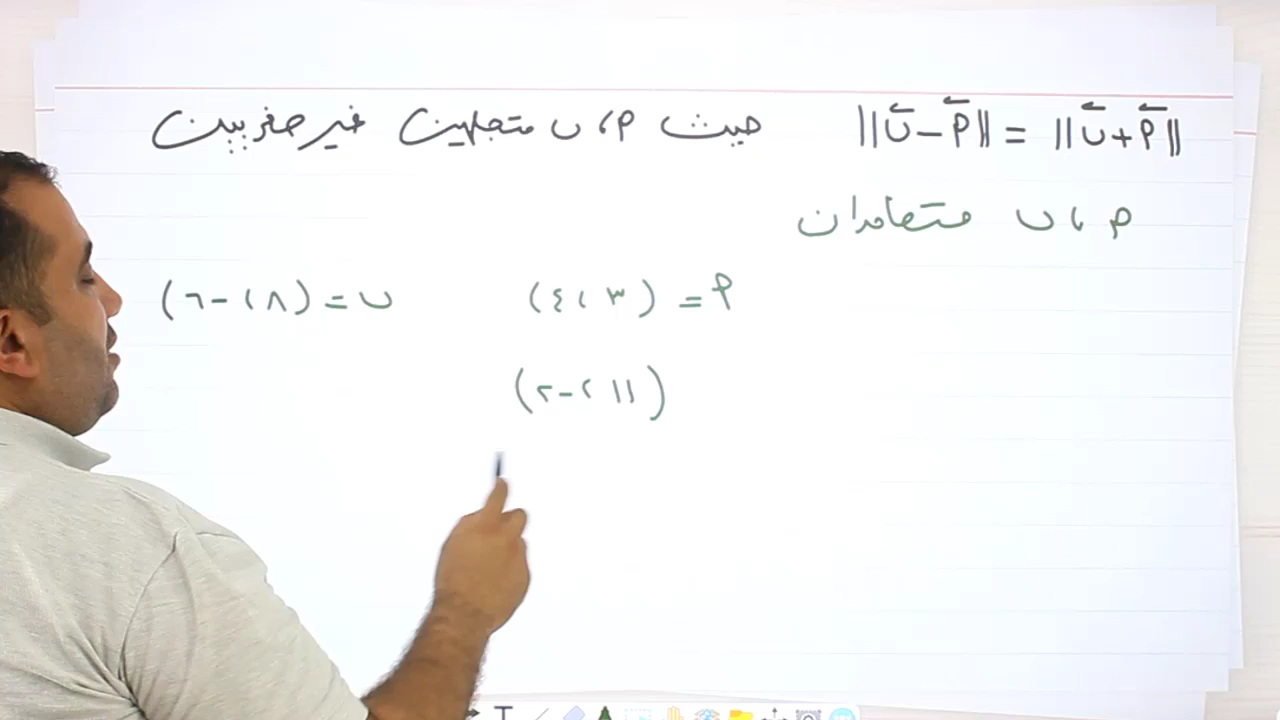 ‖م⃖ + ن⃖‖ = ‖م⃖ − ن⃖‖ حيث م ، ن متجهين غير صفريين
م ، ن متعامدان
م = (٣ ، ٤) ن = (٨ ، -٦)
(١١ ، -٢)